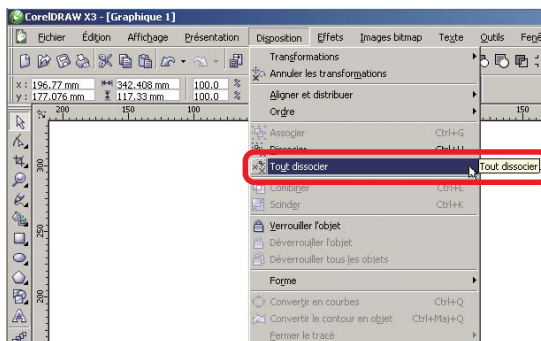 CorelDRAW X3 - [Graphique 1]
Fichier Édition Affichage Présentation Disposition Effets Images bitmap Texte Outils Fenê
x : 196.77 mm 342.408 mm 100.0 %
y : 177.076 mm 117.33 mm 100.0 %
Transformations
Annuler les transformations
Aligner et distribuer
Ordre
Associer Ctrl+G
Dissocier Ctrl+U
Tout dissocier
Tout dissocier
Combiner Ctrl+L
Scinder Ctrl+K
Verrouiller l'objet
Déverrouiller l'objet
Déverrouiller tous les objets
Forme
Convertir en courbes Ctrl+Q
Convertir le contour en objet Ctrl+Maj+Q
Fermer le tracé
200 150 100 150
300
250
200